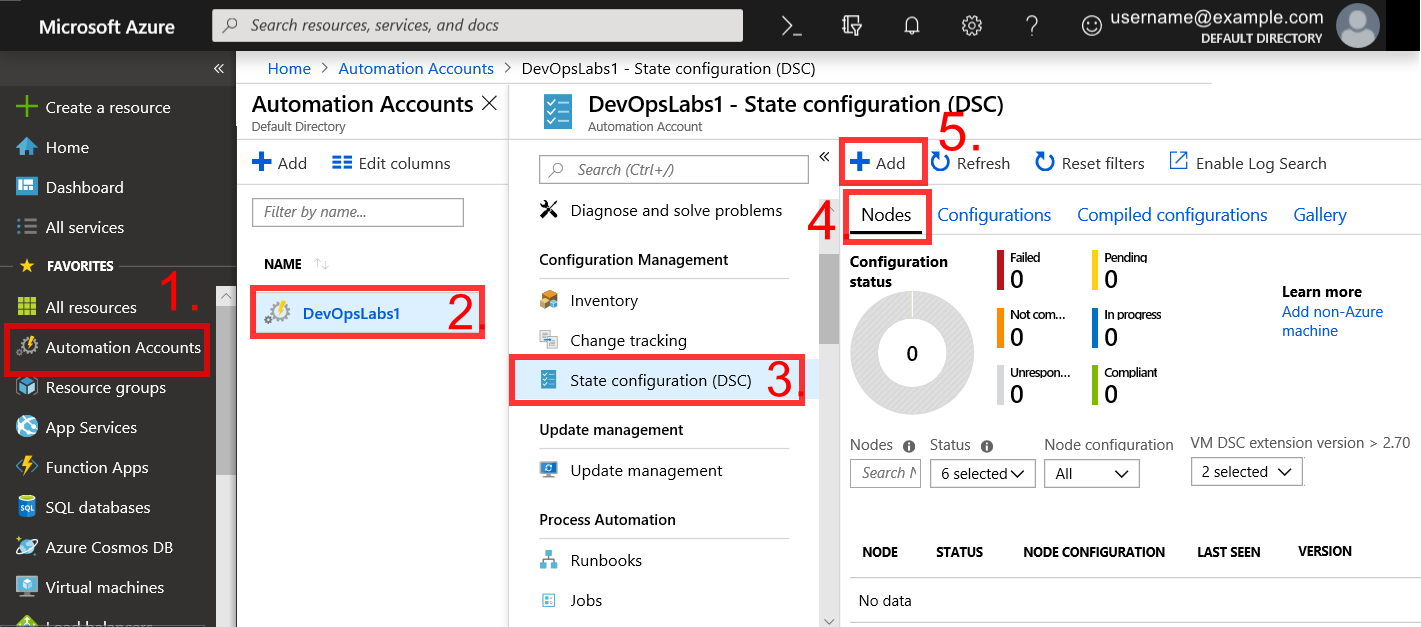 Microsoft Azure
Search resources, services, and docs
username@example.com
DEFAULT DIRECTORY
«
Create a resource
Home
Dashboard
All services
FAVORITES
1.
All resources
Automation Accounts
Resource groups
App Services
Function Apps
SQL databases
Azure Cosmos DB
Virtual machines
Load balancers
Home > Automation Accounts > DevOpsLabs1 - State configuration (DSC)
Automation Accounts
Default Directory
Add
Edit columns
Filter by name...
NAME
DevOpsLabs1
2.
DevOpsLabs1 - State configuration (DSC)
Automation Account
Search (Ctrl+/)
«
Diagnose and solve problems
Configuration Management
Inventory
Change tracking
State configuration (DSC)
3.
Update management
Update management
Process Automation
Runbooks
Jobs
5.
Add
Refresh
Reset filters
Enable Log Search
4.
Nodes
Configurations
Compiled configurations
Gallery
Configuration
status
0
Failed
0
Pending
0
Not com...
0
In progress
0
Unrespon...
0
Compliant
0
Learn more
Add non-Azure
machine
Nodes
Search N
Status
6 selected
Node configuration
All
VM DSC extension version > 2.70
2 selected
NODE STATUS NODE CONFIGURATION LAST SEEN VERSION
No data